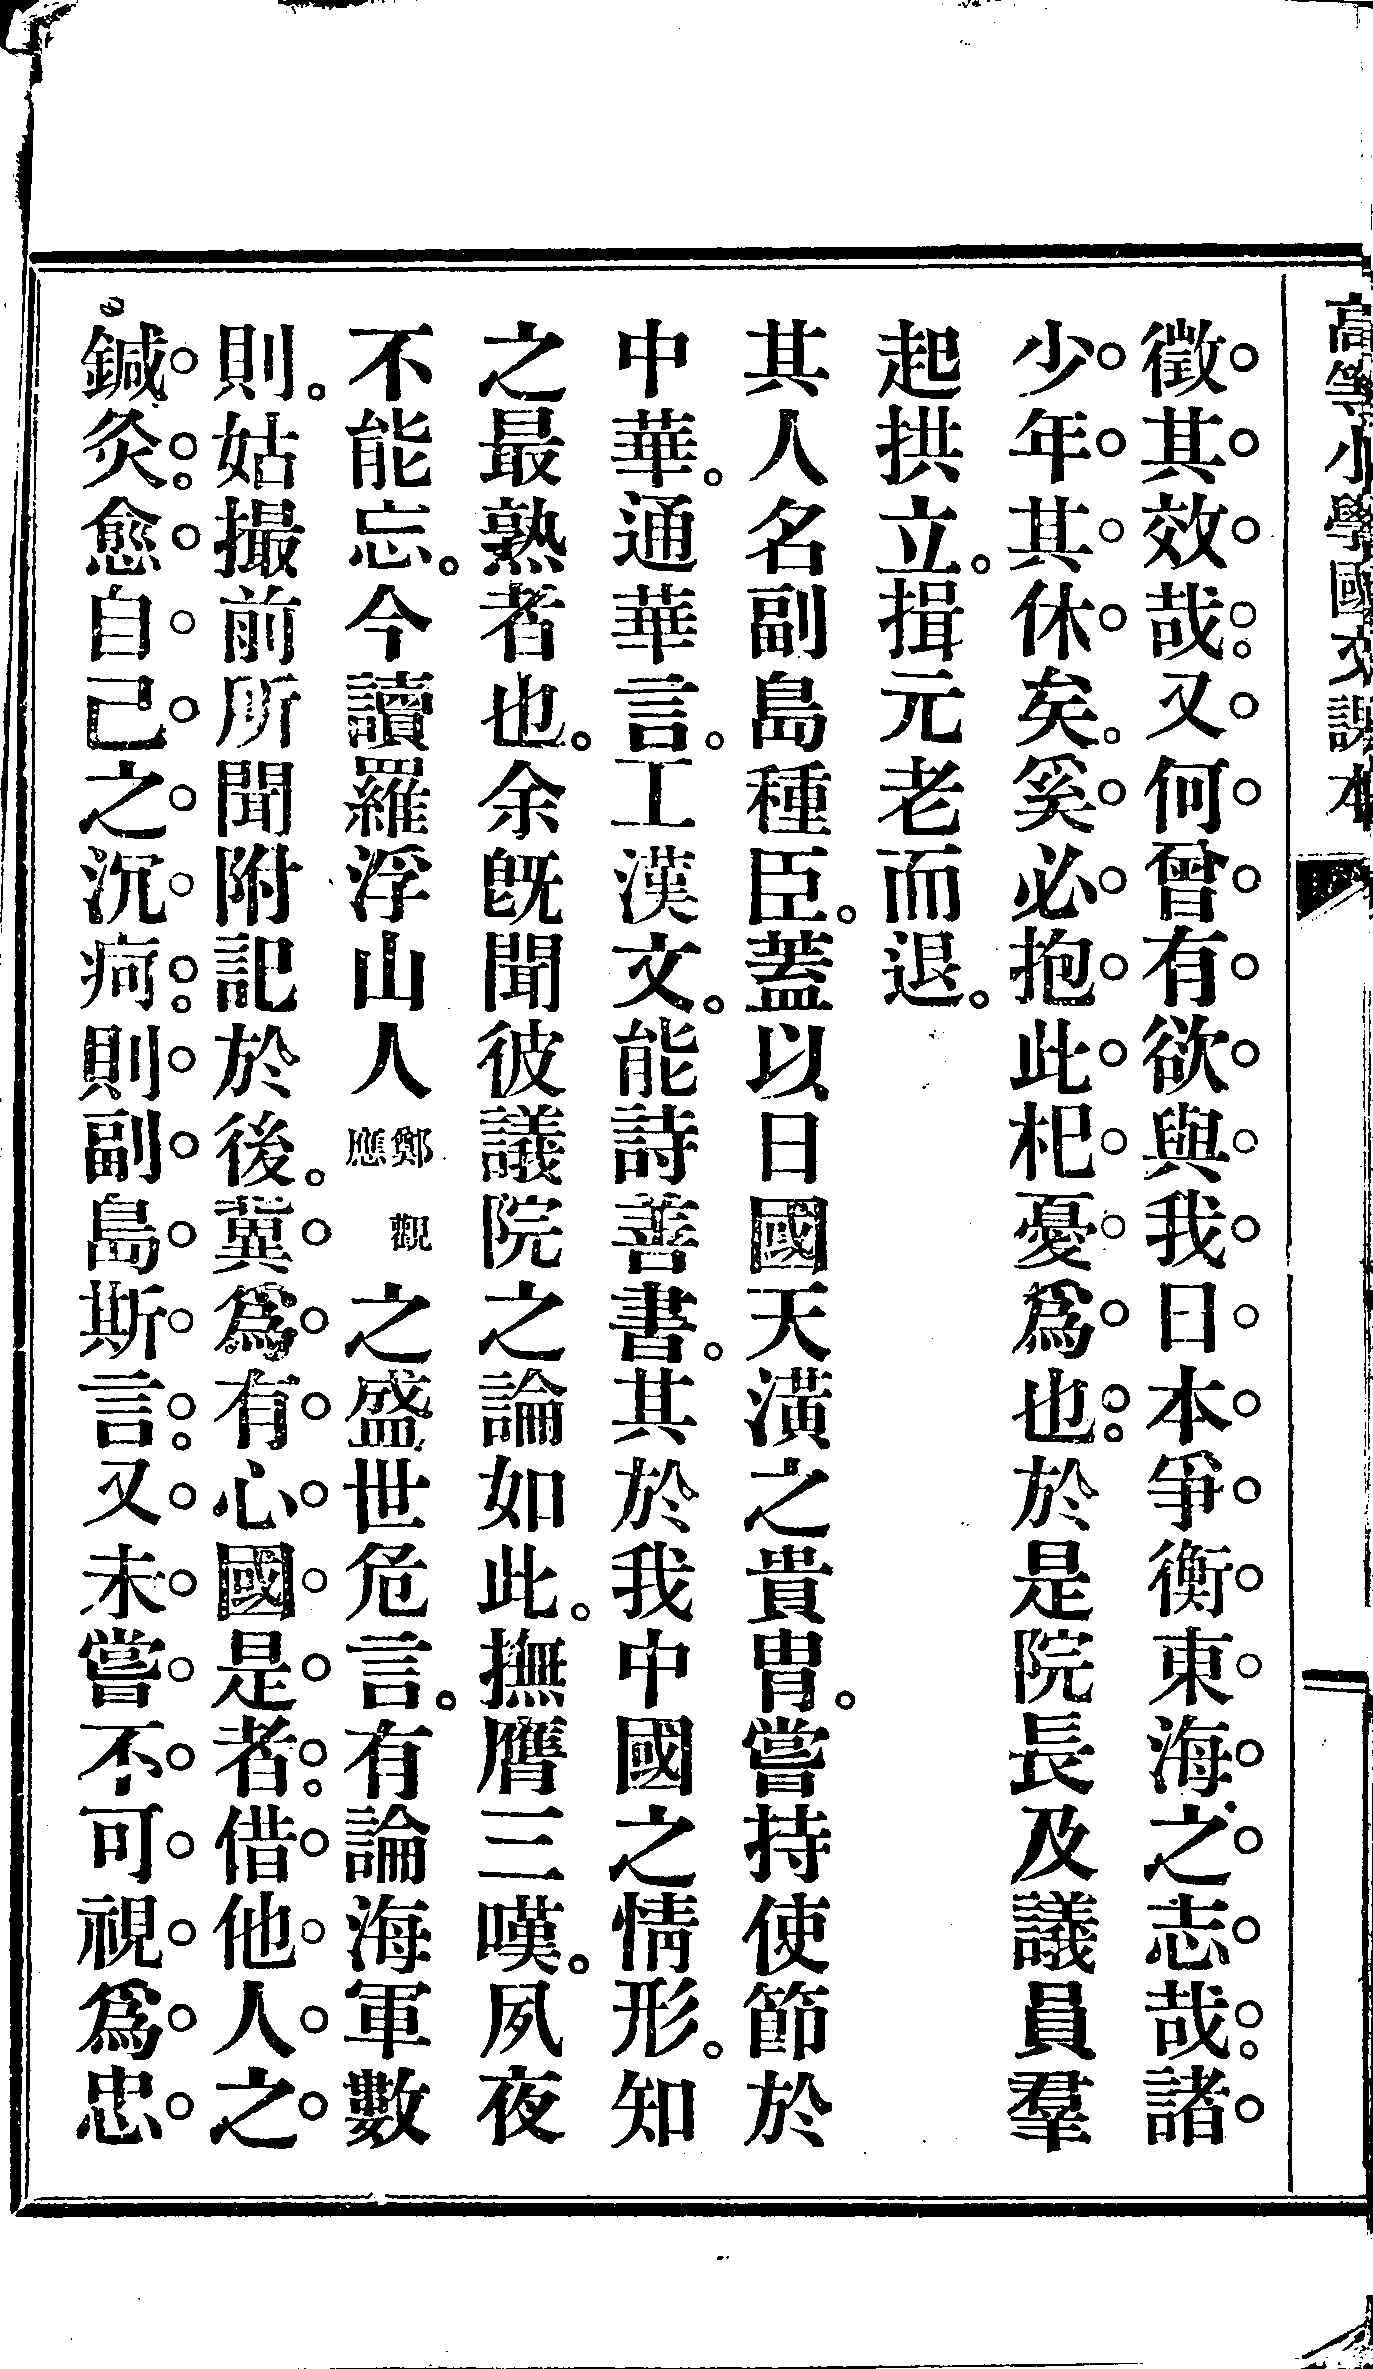 高等小學國文課本
徵其效哉。又何曾有欲與我日本爭衡東海之志哉。諸
少年其休矣。奚必抱此杞憂爲也。於是院長及議員羣
起拱立。揖元老而退。
其人名副島種臣。蓋以日國天潢之貴胄。嘗持使節於
中華。通華言。工漢文。能詩善書。其於我中國之情形。知
之最熟者也。余旣聞彼議院之論如此。撫膺三嘆。夙夜
不能忘。今讀羅浮山人鄭觀應之盛世危言。有論海軍數
則。姑撮前所聞附記於後。冀爲有心國是者。借他人之
鍼灸。愈自己之沉疴。則副島斯言。又未嘗不可視爲忠